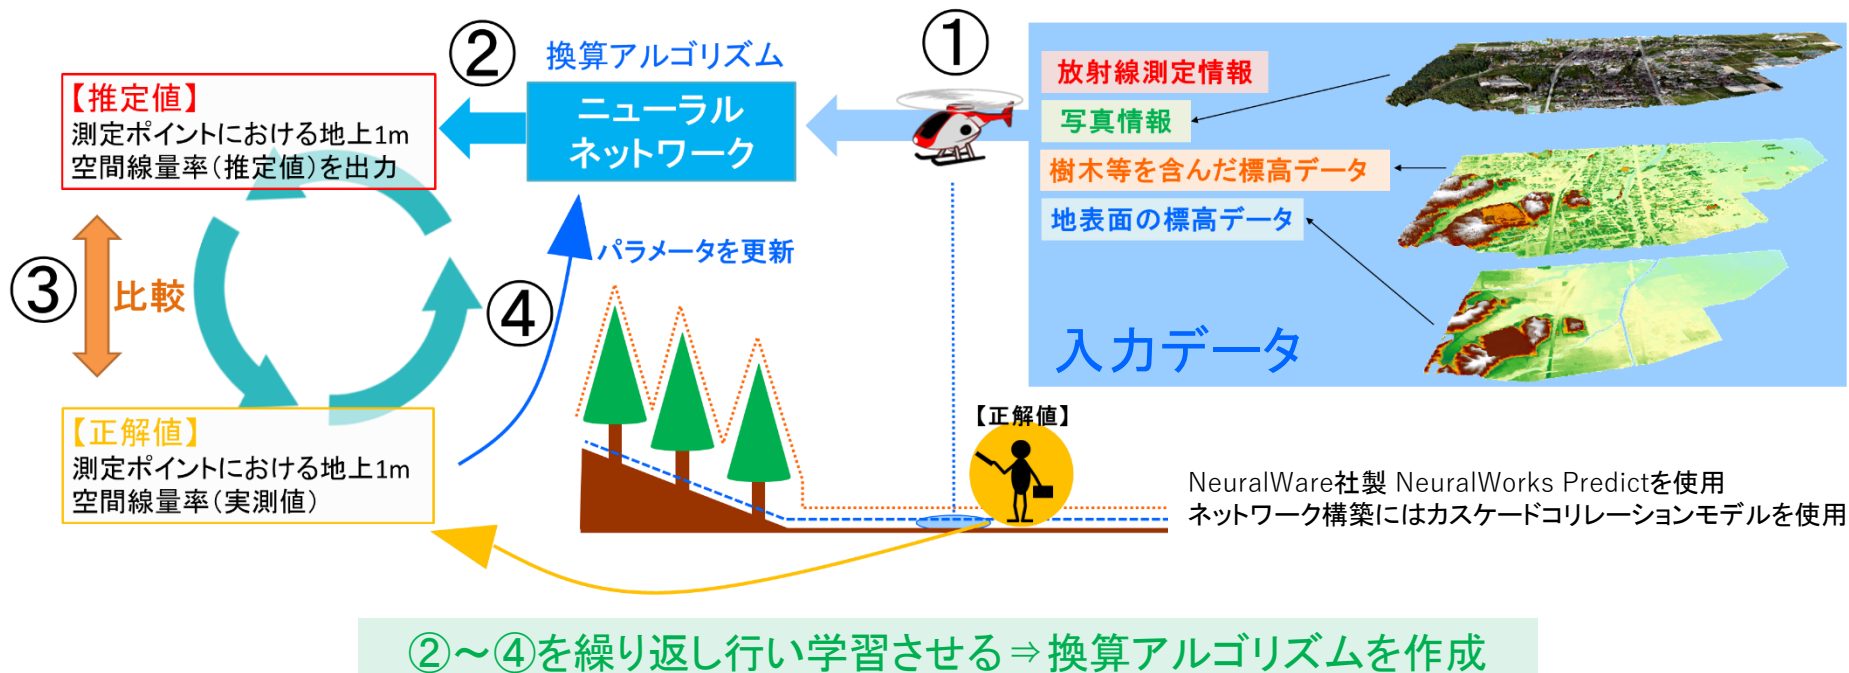 ①
放射線測定情報
写真情報
樹木等を含んだ標高データ
地表面の標高データ
入力データ
②
換算アルゴリズム
ニューラル
ネットワーク
【推定値】
測定ポイントにおける地上1m
空間線量率(推定値)を出力
③
比較
④
パラメータを更新
【正解値】
測定ポイントにおける地上1m
空間線量率(実測値)
【正解値】
NeuralWare社製 NeuralWorks Predictを使用
ネットワーク構築にはカスケードコリレーションモデルを使用
②～④を繰り返し行い学習させる⇒換算アルゴリズムを作成